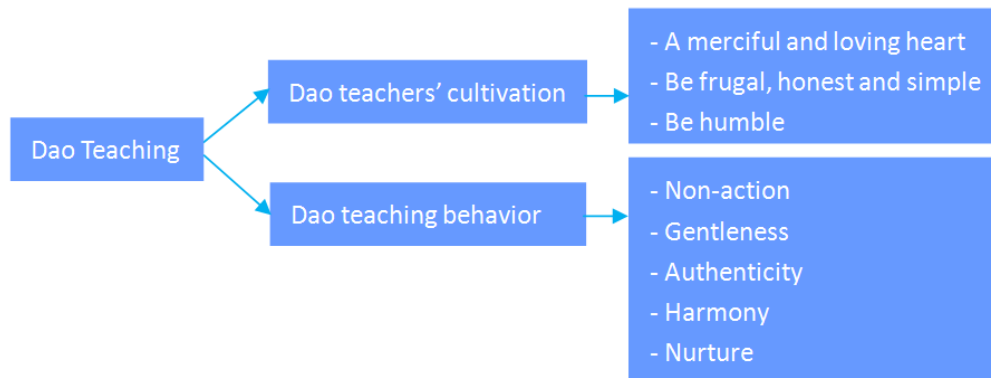 Dao Teaching
Dao teachers’ cultivation
- A merciful and loving heart
- Be frugal, honest and simple
- Be humble
Dao teaching behavior
- Non-action
- Gentleness
- Authenticity
- Harmony
- Nurture